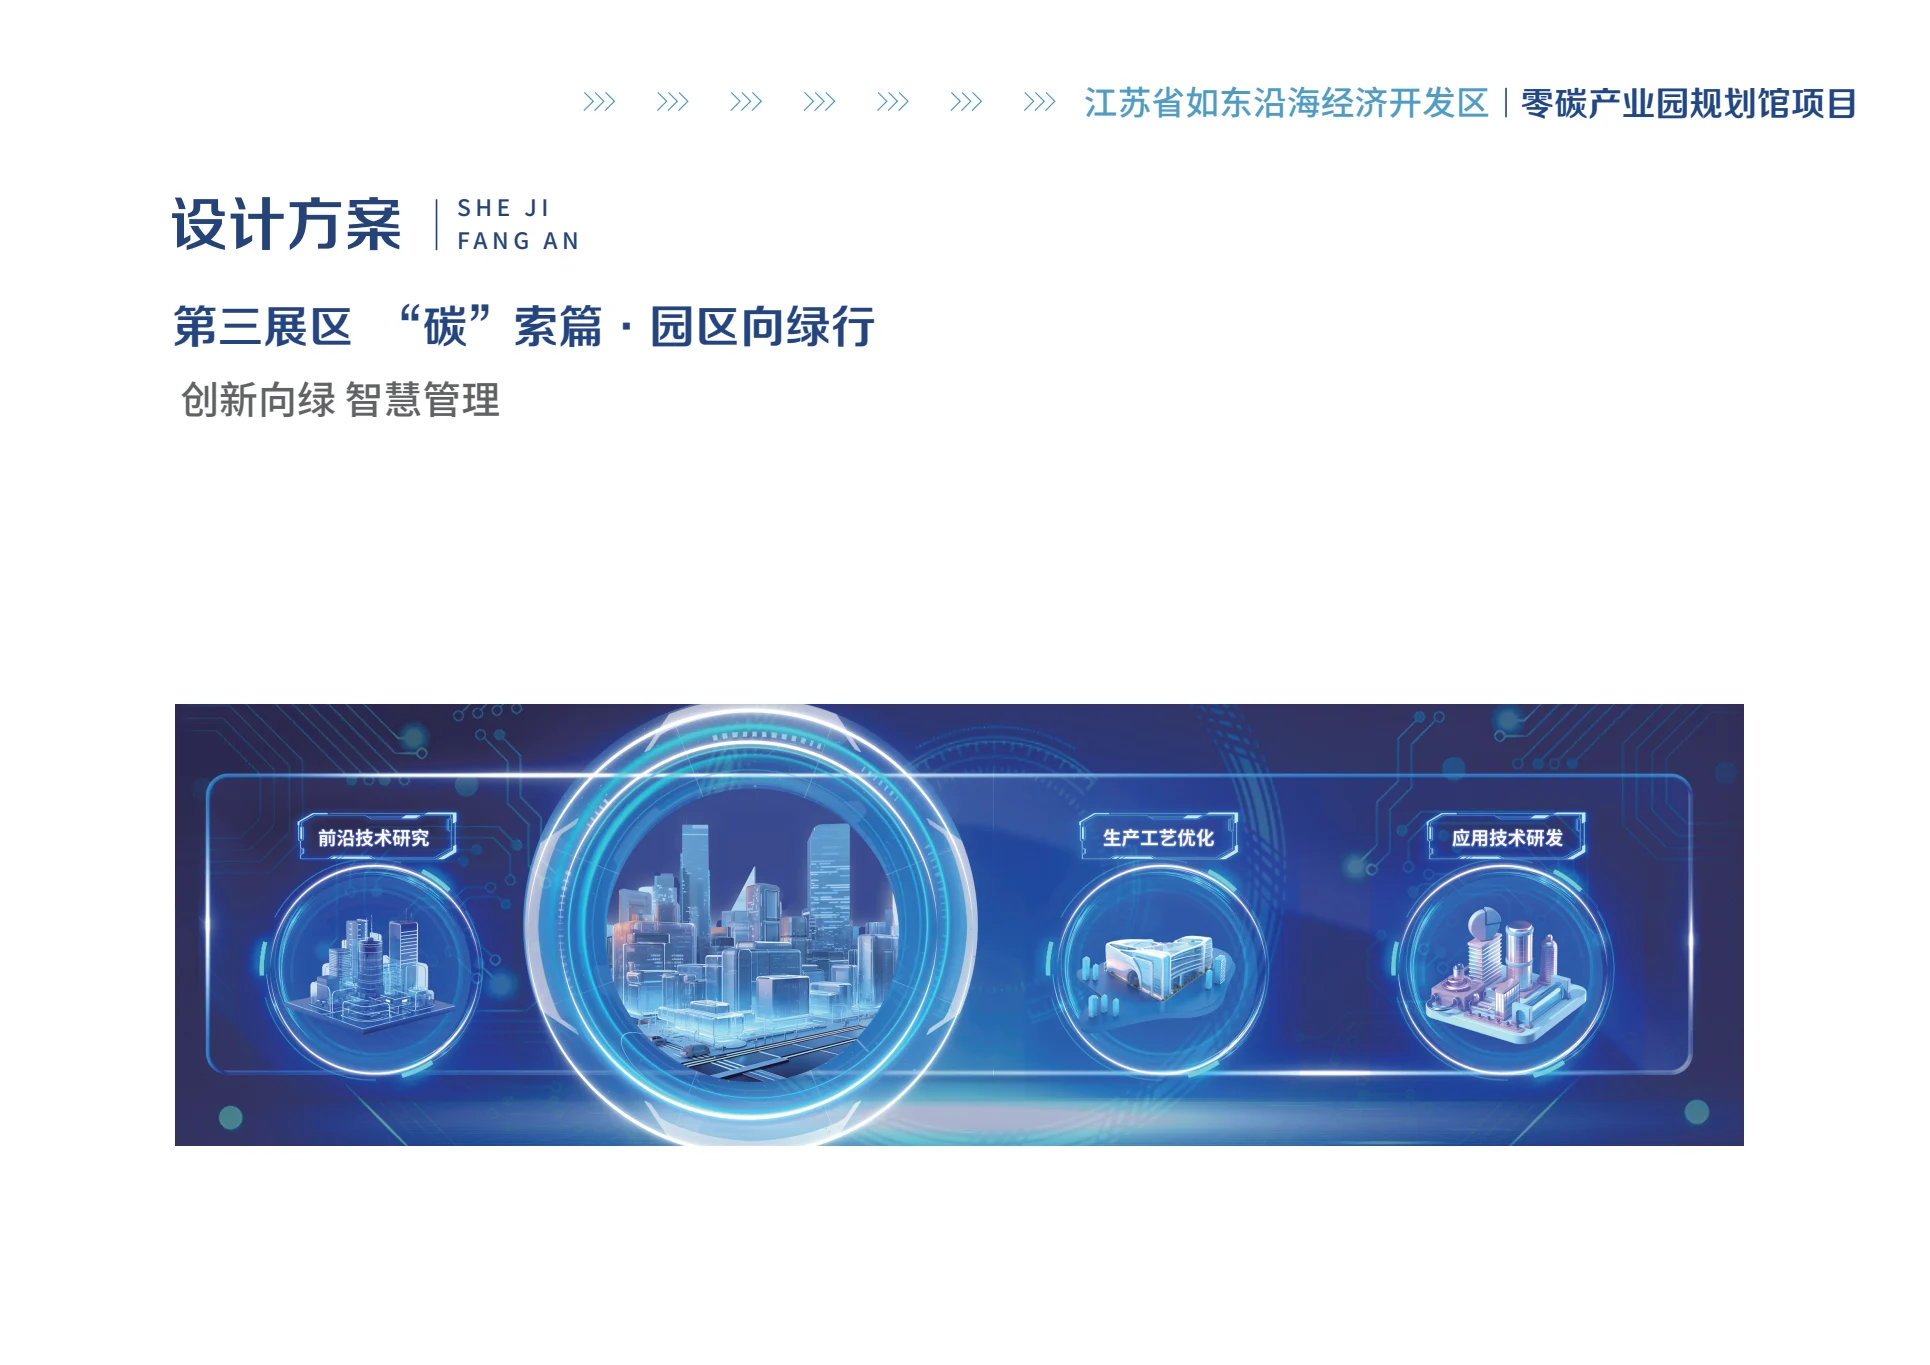 江苏省如东沿海经济开发区|零碳产业园规划馆项目
设计方案
SHE JI
FANG AN
第三展区 “碳”索篇·园区向绿行
创新向绿 智慧管理
前沿技术研究
生产工艺优化
应用技术研发